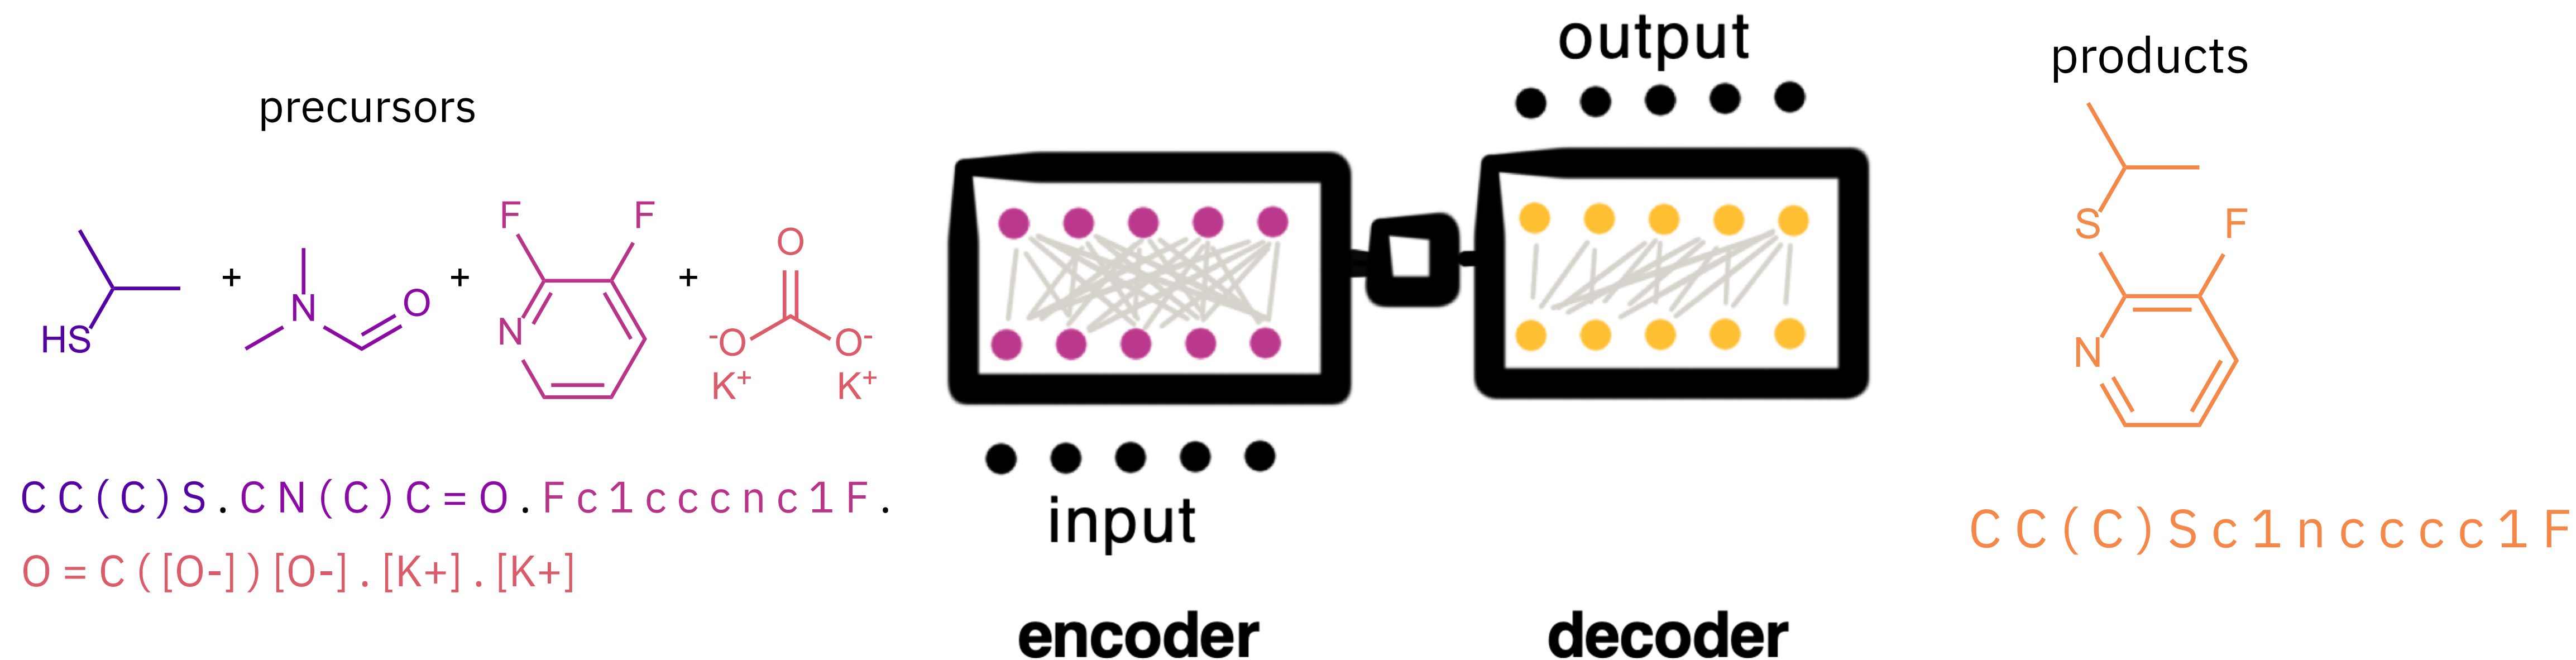 precursors
output
products
HS
+
N
O
+
F
F
N
+
O
-O
O-
K+
K+
S
F
N
CC(C)S.CN(C)C=O.Fc1cccnc1F.
O=C([O-])[O-].[K+].[K+]
input
CC(C)Sc1ncccc1F
encoder
decoder